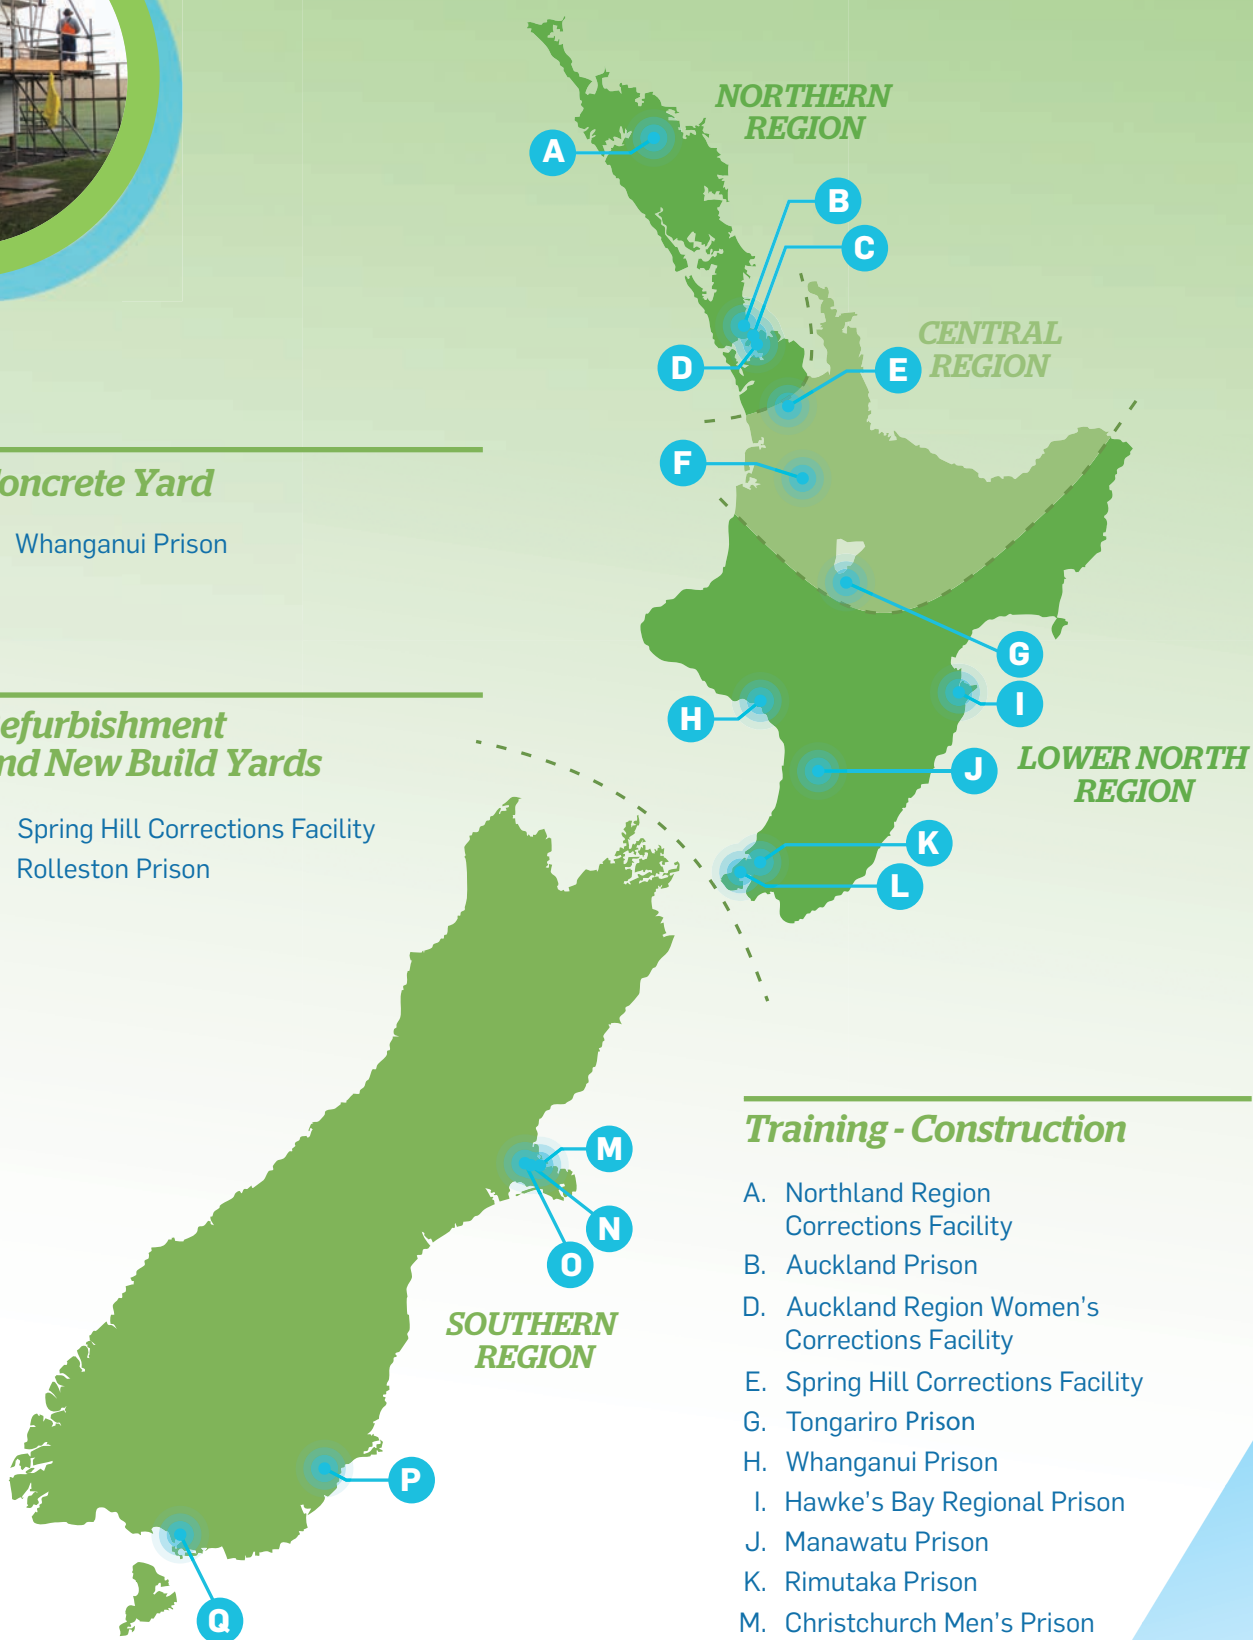 NORTHERN
REGION
A
B
C
CENTRAL
REGION
D
E
F
oncrete Yard
Whanganui Prison
G
H
I
efurbishment
nd New Build Yards
LOWER NORTH
REGION
J
Spring Hill Corrections Facility
Rolleston Prison
K
L
M
N
O
SOUTHERN
REGION
P
Q
Training - Construction
A. Northland Region
Corrections Facility
B. Auckland Prison
D. Auckland Region Women's
Corrections Facility
E. Spring Hill Corrections Facility
G. Tongariro Prison
H. Whanganui Prison
I. Hawke's Bay Regional Prison
J. Manawatu Prison
K. Rimutaka Prison
M. Christchurch Men's Prison